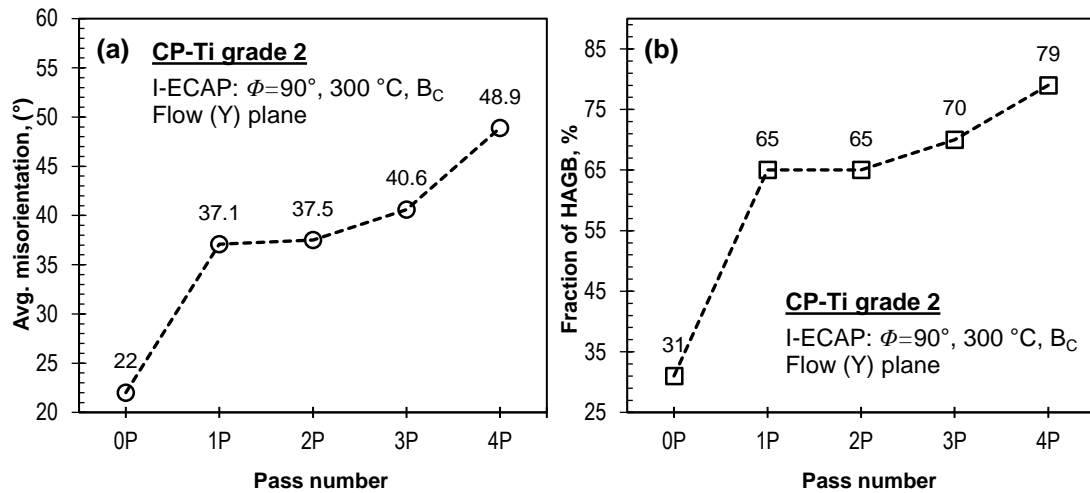 (a)
CP-Ti grade 2
I-ECAP: Φ=90°, 300 °C, B_C
Flow (Y) plane
Avg. misorientation, (°)
60
55
50
45
40
35
30
25
20
22
37.1
37.5
40.6
48.9
0P 1P 2P 3P 4P
Pass number
(b)
Fraction of HAGB, %
85
75
65
55
45
35
25
31
65
65
70
79
CP-Ti grade 2
I-ECAP: Φ=90°, 300 °C, B_C
Flow (Y) plane
0P 1P 2P 3P 4P
Pass number